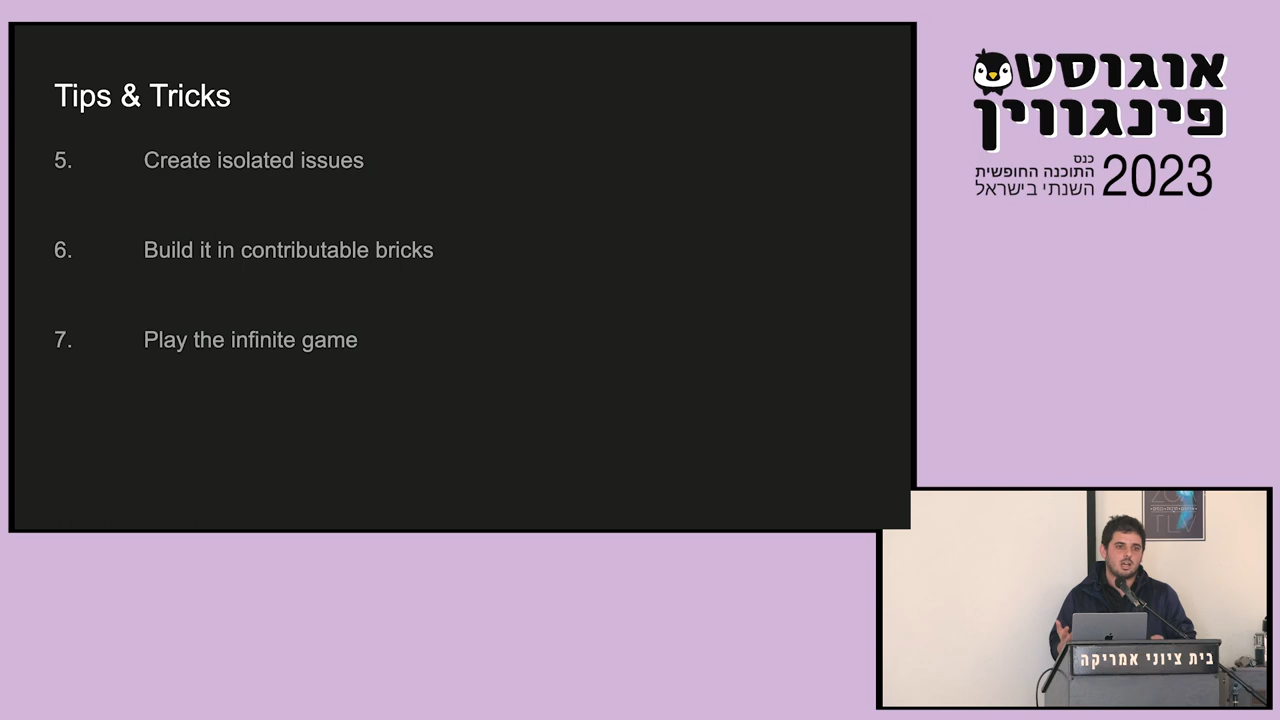 Tips & Tricks
5. Create isolated issues
6. Build it in contributable bricks
7. Play the infinite game
אוגוסט
פינגווין
כנס
התוכנה החופשית
השנתי בישראל
2023
TLV
בית ציוני אמריקה